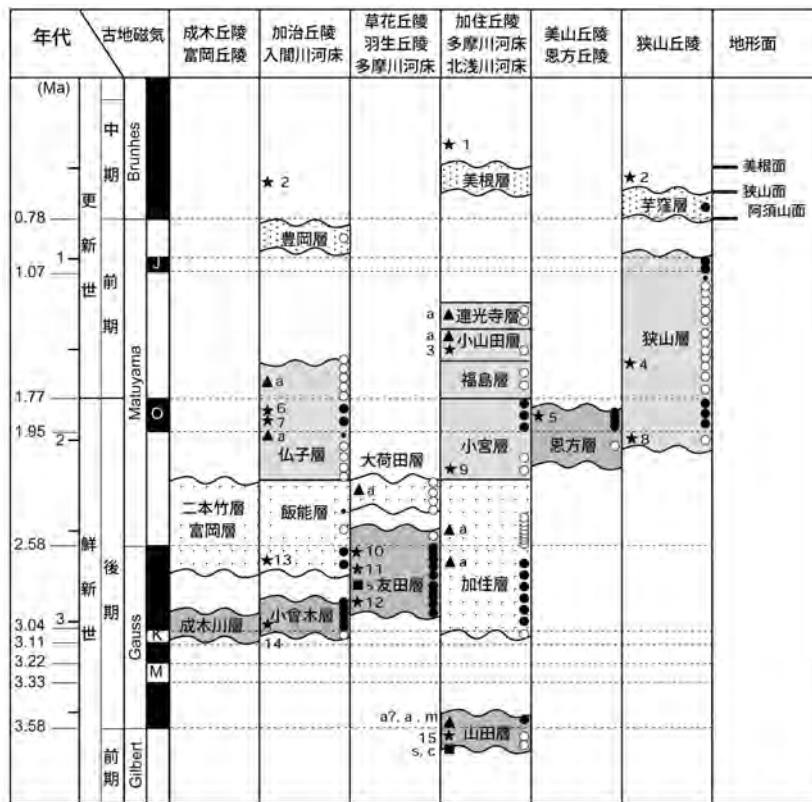 年代
古地磁気
成木丘陵
富岡丘陵
加治丘陵
入間川河床
草花丘陵
羽生丘陵
多摩川河床
加住丘陵
多摩川河床
北浅川河床
美山丘陵
恩方丘陵
狭山丘陵
地形面
(Ma)
中期
Brunhes
★1
美根層
★2
★2
芋窪層
美根面
狭山面
阿須山面
更新世
0.78
豊岡層
1
J
1.07
前期
Matuyama
a ▲ 連光寺層
a ▲ 小山田層
3 ★
狭山層
★4
▲a
福島層
1.77
O
★6
★7
★5
1.95
▲a
2
仏子層
小宮層
★9
恩方層
★8
大荷田層
二本竹層
富岡層
飯能層
▲a
▲a
2.58
鮮新世
後期
★13
★10
★11
■s 友田層
★12
▲a
加住層
Gauss
成木川層
小曾木層
★
14
3
3.04
K
3.11
3.22
M
3.33
a?, a, m
▲
3.58
15 ★
山田層
s, c ■
前期
Gilbert